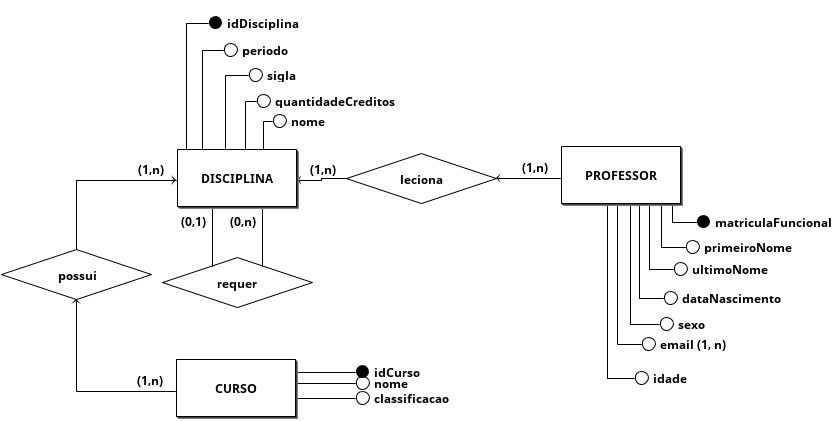 idDisciplina
periodo
sigla
quantidadeCreditos
nome
(1,n)
DISCIPLINA
(1,n)
leciona
(1,n)
PROFESSOR
(0,1)
(0,n)
matriculaFuncional
primeiroNome
ultimoNome
possui
requer
dataNascimento
sexo
email (1, n)
(1,n)
CURSO
idCurso
nome
classificacao
idade